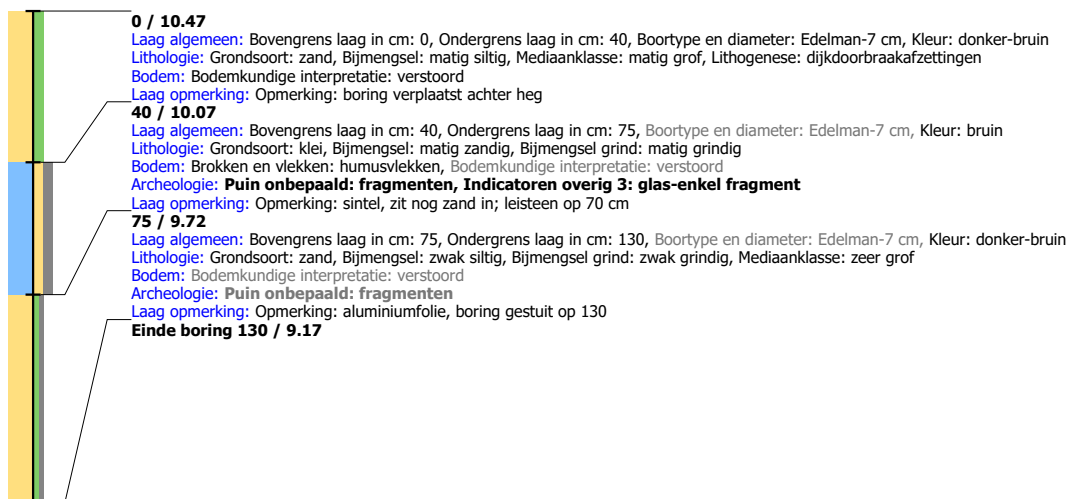 0 / 10.47
Laag algemeen: Bovengrens laag in cm: 0, Ondergrens laag in cm: 40, Boortype en diameter: Edelman-7 cm, Kleur: donker-bruin
Lithologie: Grondsoort: zand, Bijmengsel: matig siltig, Mediaanklasse: matig grof, Lithogenese: dijkdoorbraakafzettingen
Bodem: Bodemkundige interpretatie: verstoord
Laag opmerking: Opmerking: boring verplaatst achter heg
40 / 10.07
Laag algemeen: Bovengrens laag in cm: 40, Ondergrens laag in cm: 75, Boortype en diameter: Edelman-7 cm, Kleur: bruin
Lithologie: Grondsoort: klei, Bijmengsel: matig zandig, Bijmengsel grind: matig grindig
Bodem: Brokken en vlekken: humusvlekken, Bodemkundige interpretatie: verstoord
Archeologie: Puin onbepaald: fragmenten, Indicatoren overig 3: glas-enkel fragment
Laag opmerking: Opmerking: sintel, zit nog zand in; leisteen op 70 cm
75 / 9.72
Laag algemeen: Bovengrens laag in cm: 75, Ondergrens laag in cm: 130, Boortype en diameter: Edelman-7 cm, Kleur: donker-bruin
Lithologie: Grondsoort: zand, Bijmengsel: zwak siltig, Bijmengsel grind: zwak grindig, Mediaanklasse: zeer grof
Bodem: Bodemkundige interpretatie: verstoord
Archeologie: Puin onbepaald: fragmenten
Laag opmerking: Opmerking: aluminiumfolie, boring gestuit op 130
Einde boring 130 / 9.17